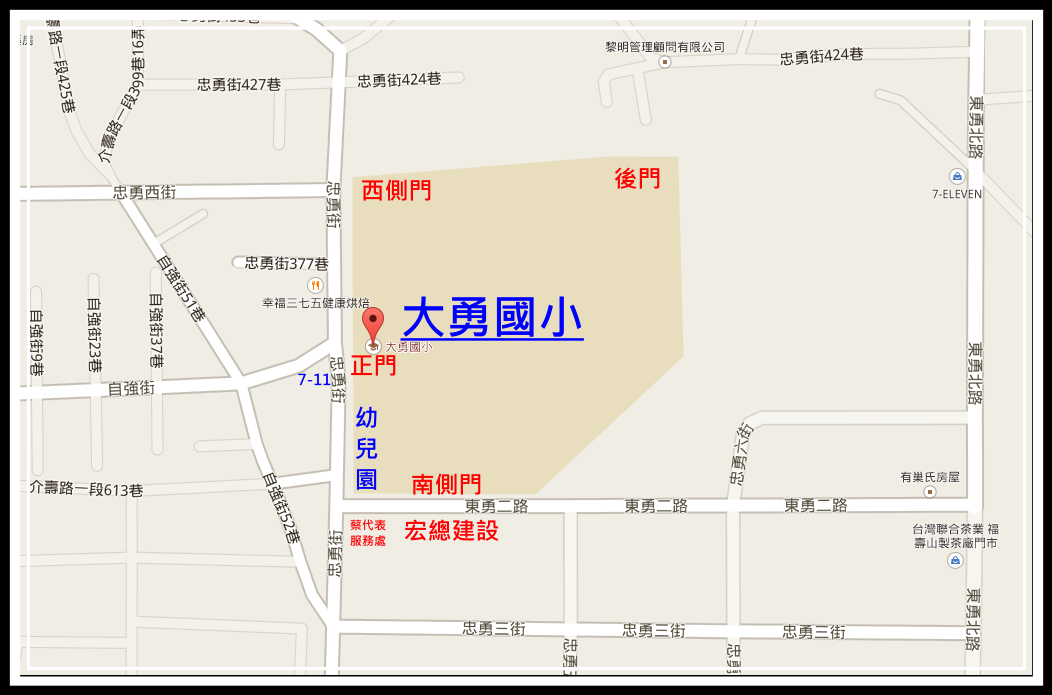 黎明管理顧問有限公司
忠勇街424巷
忠勇街427巷
忠勇街424巷
介壽路一段399巷16弄
路一段425巷
東勇北路
7-ELEVEN
忠勇西街
忠勇街
西側門
後門
忠勇街377巷
自強街51巷
幸福三七五健康烘焙
大勇國小
大勇國小
正門
自強街9巷
自強街23巷
自強街37巷
自強街
7-11
忠勇街
東勇北路
幼兒園
忠勇六街
南側門
介壽路一段613巷
自強街52巷
東勇二路
東勇二路
東勇二路
有巢氏房屋
蔡代表
服務處
宏總建設
忠勇街
台灣聯合茶業 福
壽山製茶廠門市
東勇北路
忠勇三街
忠勇三街
忠勇三街
忠勇
忠勇